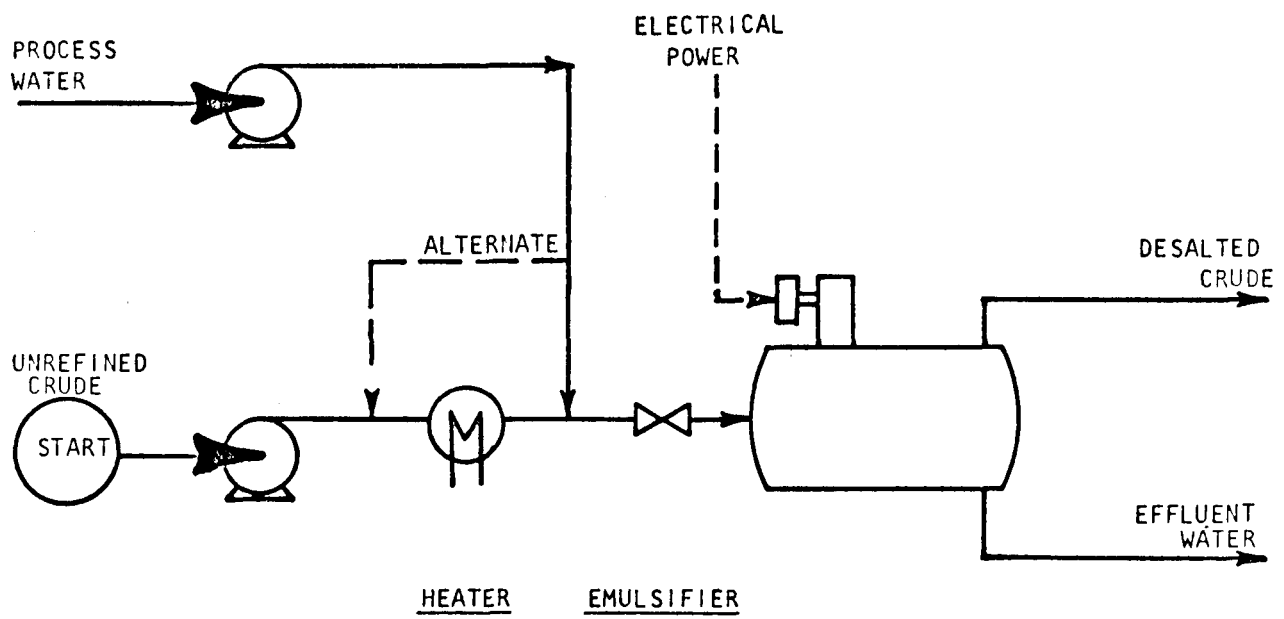 ELECTRICAL
POWER
PROCESS
WATER
ALTERNATE
DESALTED
CRUDE
UNREFINED
CRUDE
START
EFFLUENT
WATER
HEATER
EMULSIFIER